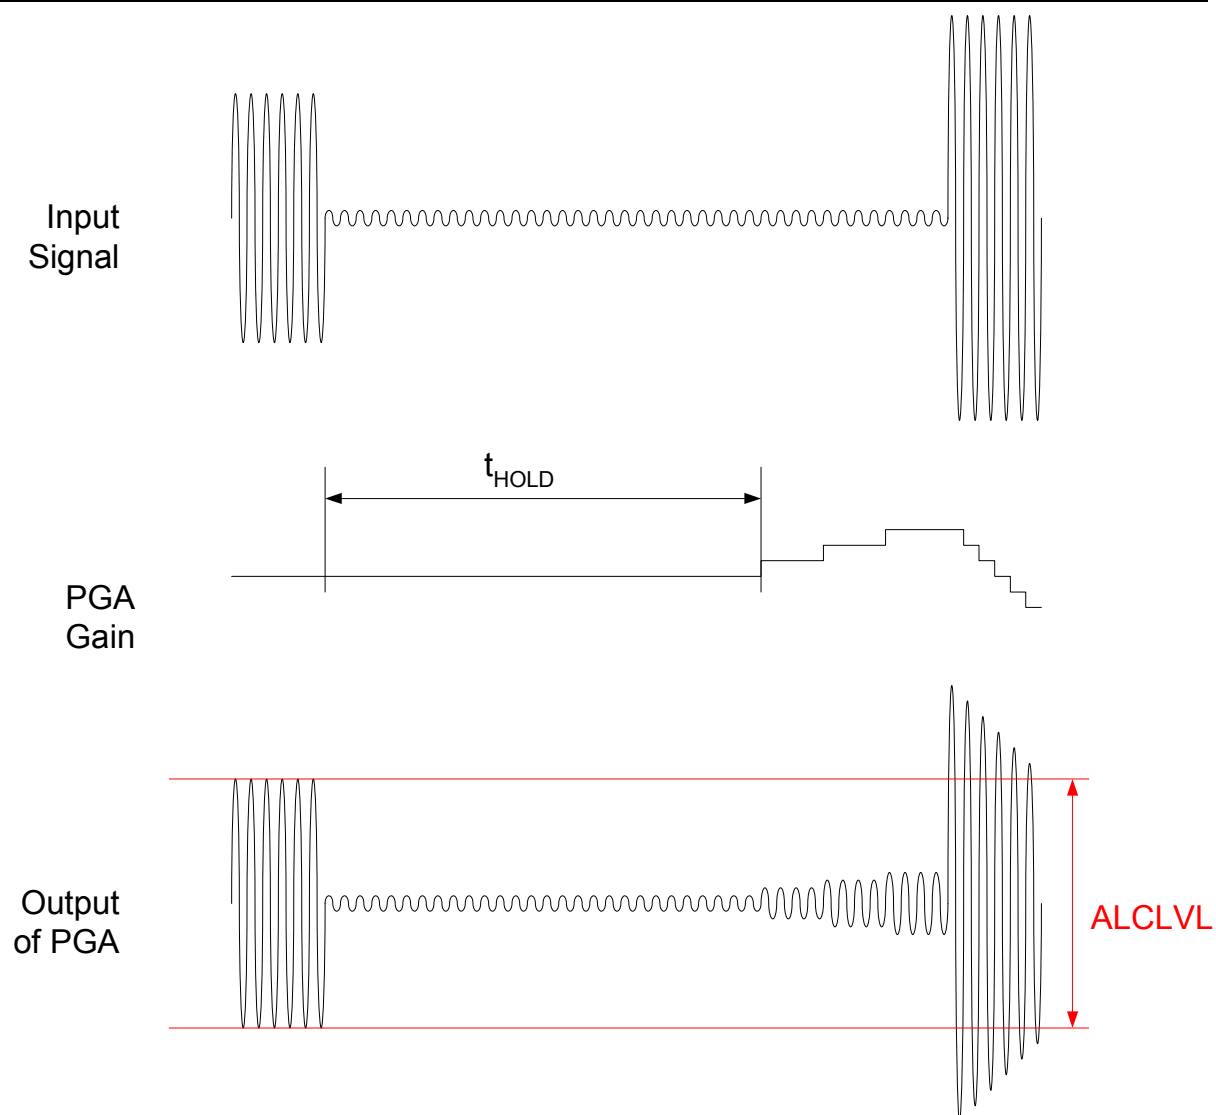 Input
Signal
tHOLD
PGA
Gain
Output
of PGA
ALCLVL